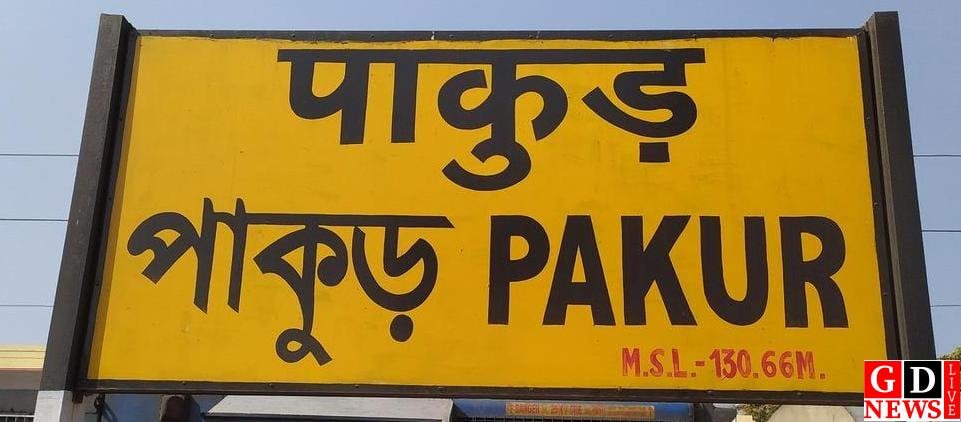 पाकुड़
পাকুড় PAKUR
M.S.L.-130.66M.
GD
NEWS
LIVE